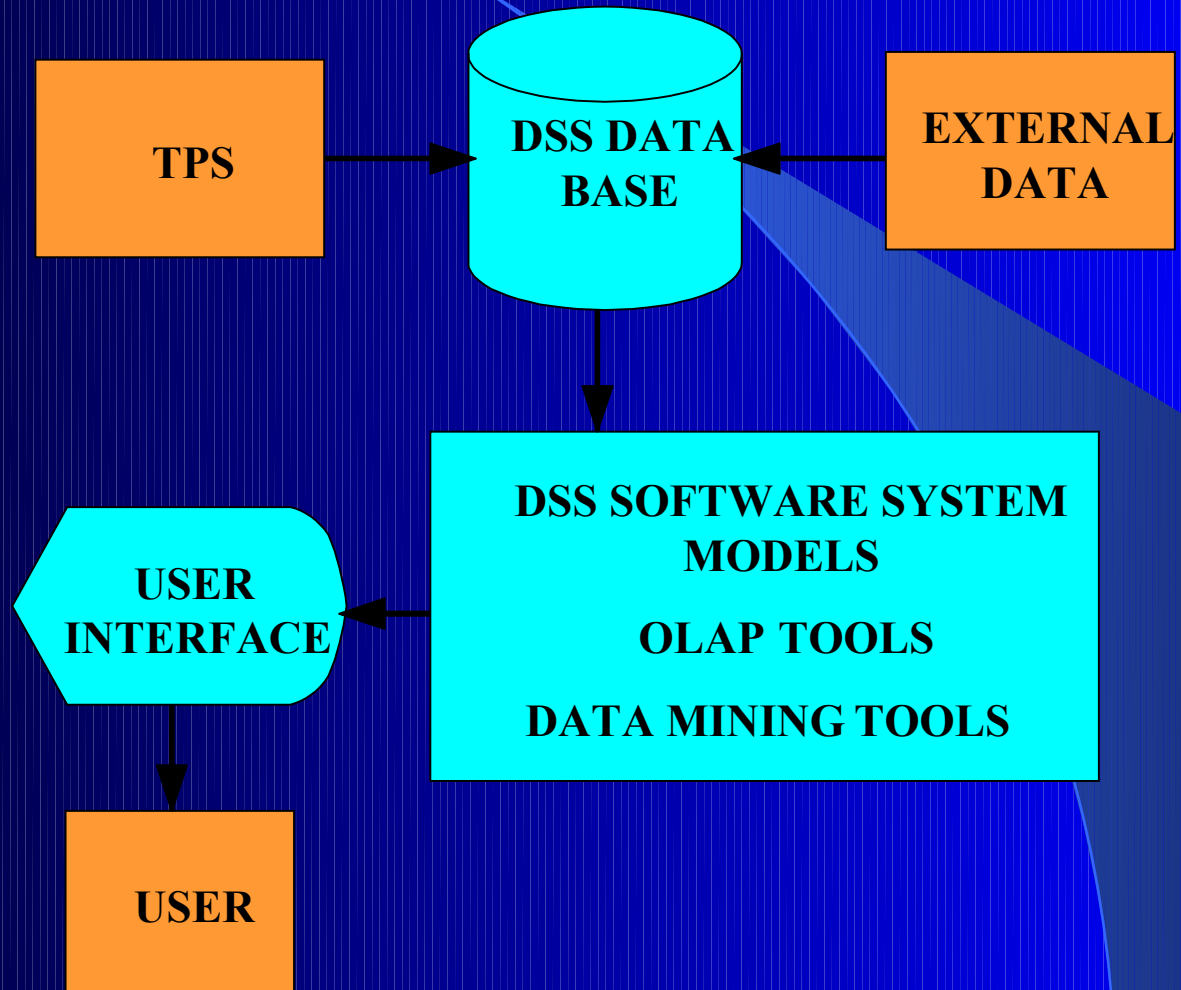 TPS
DSS DATA
BASE
EXTERNAL
DATA
DSS SOFTWARE SYSTEM
MODELS
OLAP TOOLS
DATA MINING TOOLS
USER
INTERFACE
USER